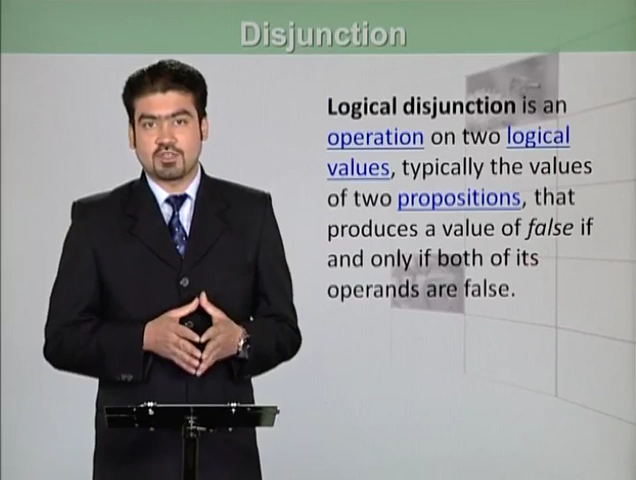 Disjunction
Logical disjunction is an
operation on two logical
values, typically the values
of two propositions, that
produces a value of false if
and only if both of its
operands are false.